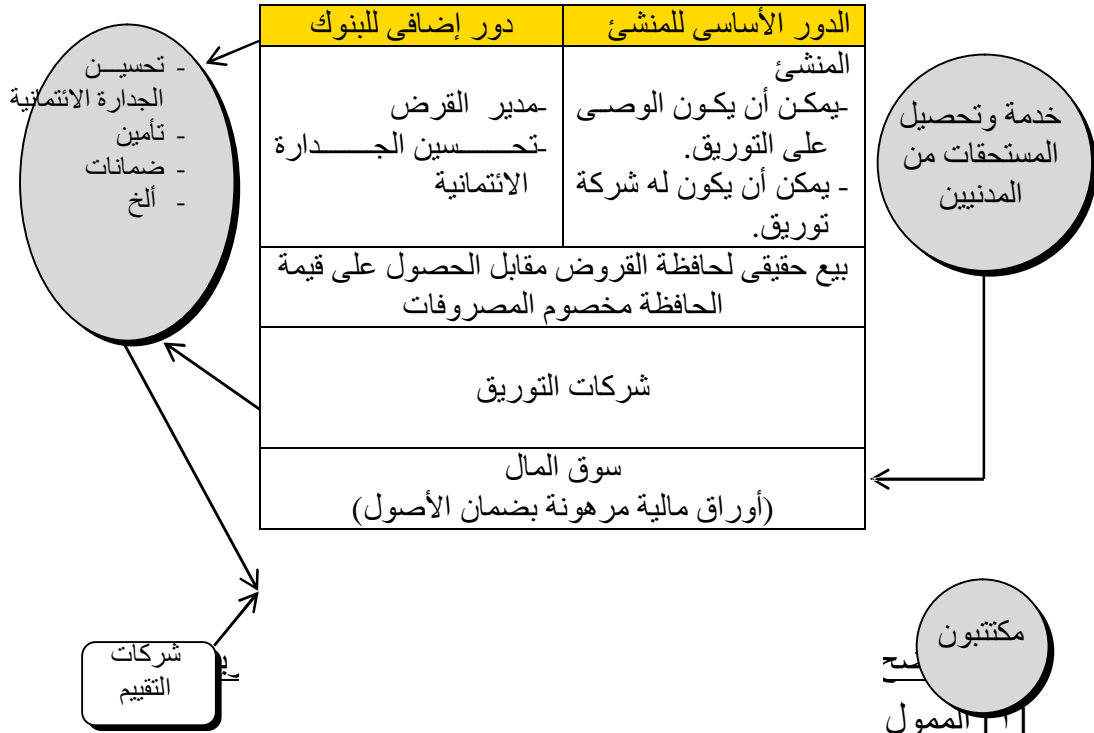 الدور الأساسى للمنشئ
دور إضافى للبنوك
المنشئ
-يمكن أن يكون الوصى
على التوريق.
- يمكن أن يكون له شركة
توريق.
-مدير القرض
-تحسين الجدارة
الائتمانية
بيع حقيقى لحافظة القروض مقابل الحصول على قيمة
الحافظة مخصوم المصروفات
شركات التوريق
سوق المال
(أوراق مالية مرهونة بضمان الأصول)
خدمة وتحصيل
المستحقات من
المدنيين
- تحسين
الجدارة الائتمانية
- تأمين
- ضمانات
- ألخ
مكتتبون
شركات
التقييم
الممول